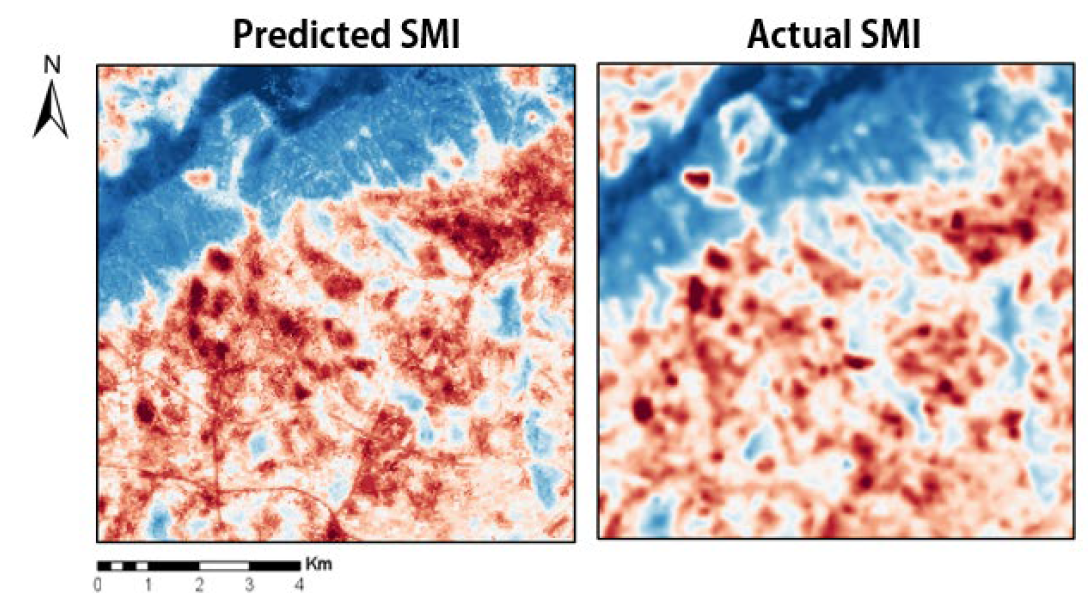 Predicted SMI
Actual SMI
N
Km
0 1 2 3 4